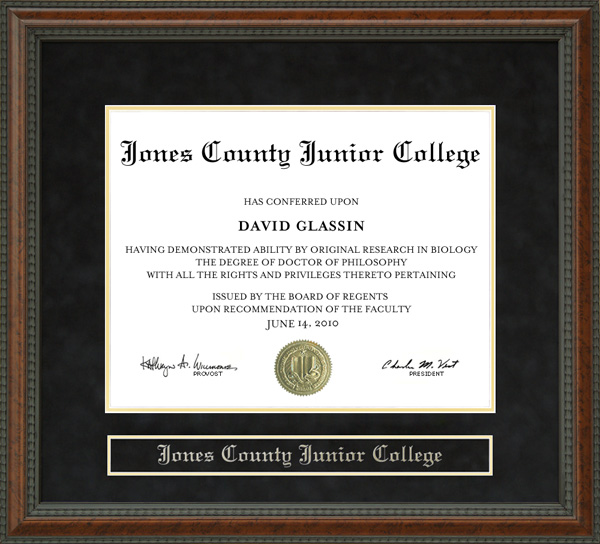 Jones County Junior College
HAS CONFERRED UPON
DAVID GLASSIN
HAVING DEMONSTRATED ABILITY BY ORIGINAL RESEARCH IN BIOLOGY
THE DEGREE OF DOCTOR OF PHILOSOPHY
WITH ALL THE RIGHTS AND PRIVILEGES THERETO PERTAINING
ISSUED BY THE BOARD OF REGENTS
UPON RECOMMENDATION OF THE FACULTY
JUNE 14, 2010
PROVOST
Charles M. Vest
PRESIDENT
Jones County Junior College